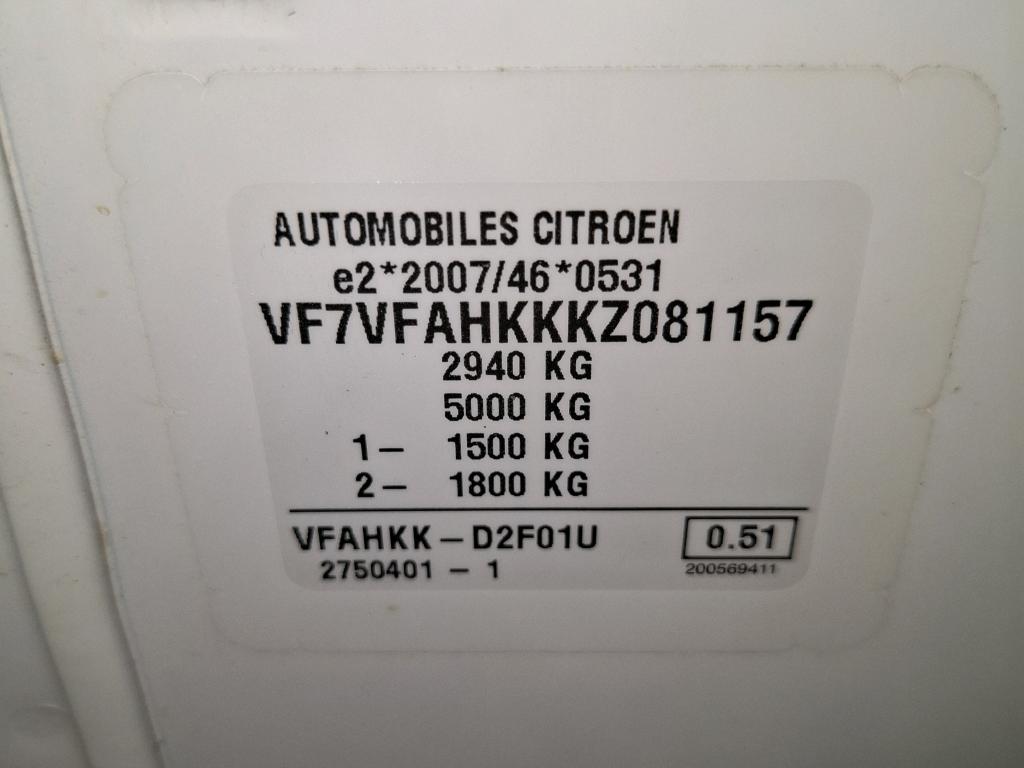 AUTOMOBILES CITROEN
e2*2007/46*0531
VF7VFAHKKKZ081157
2940 KG
5000 KG
1- 1500 KG
2- 1800 KG
VFAHKK-D2F01U 0.51
2750401 - 1 200569411